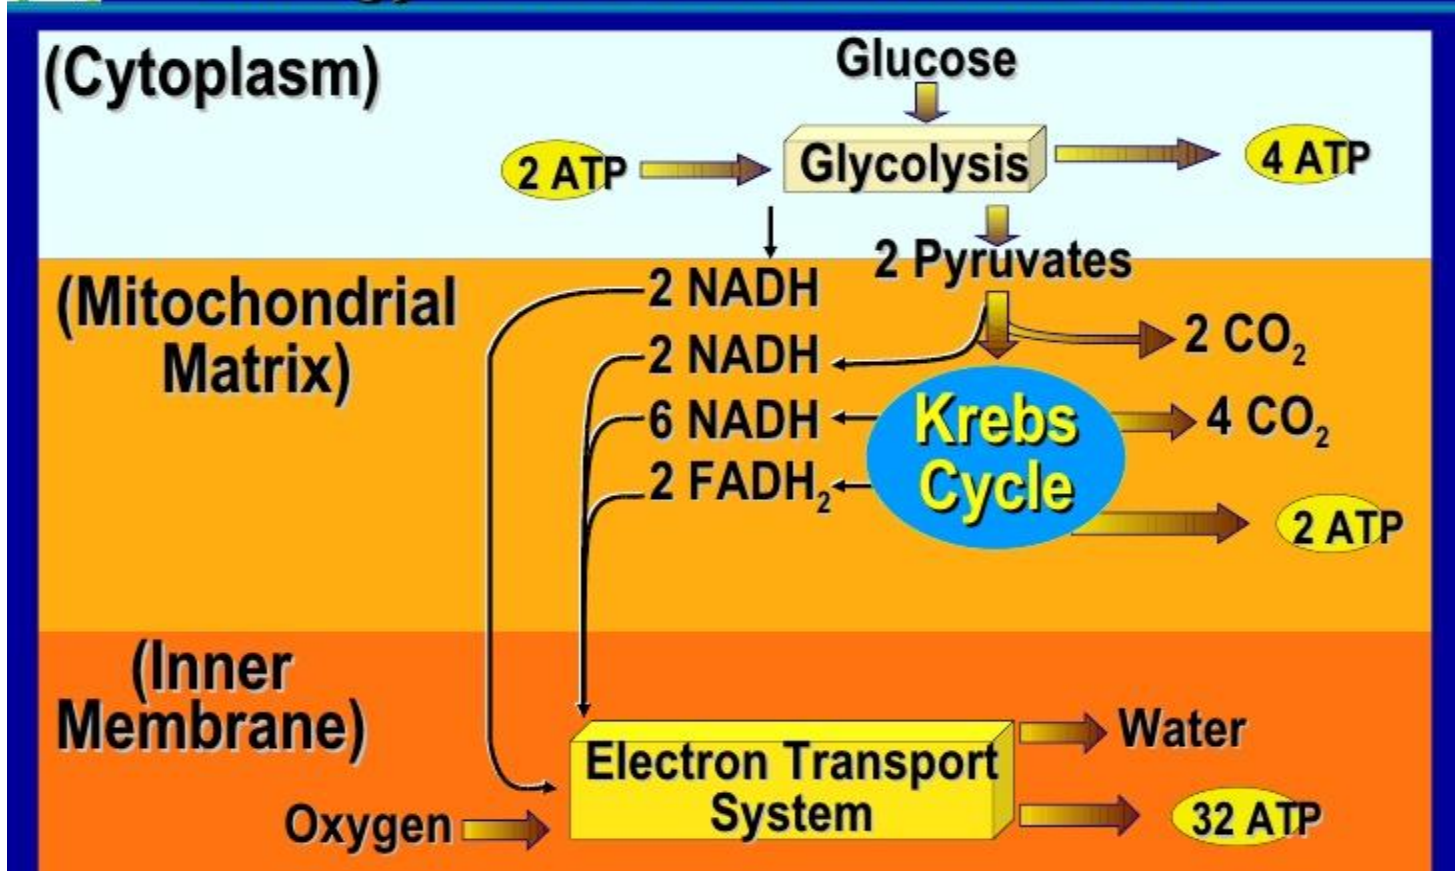 (Cytoplasm)
Glucose
2 ATP
Glycolysis
4 ATP
2 Pyruvates
(Mitochondrial
Matrix)
2 NADH
2 NADH
6 NADH
2 FADH₂
2 CO₂
Krebs
Cycle
4 CO₂
2 ATP
(Inner
Membrane)
Electron Transport
System
Water
Oxygen
32 ATP